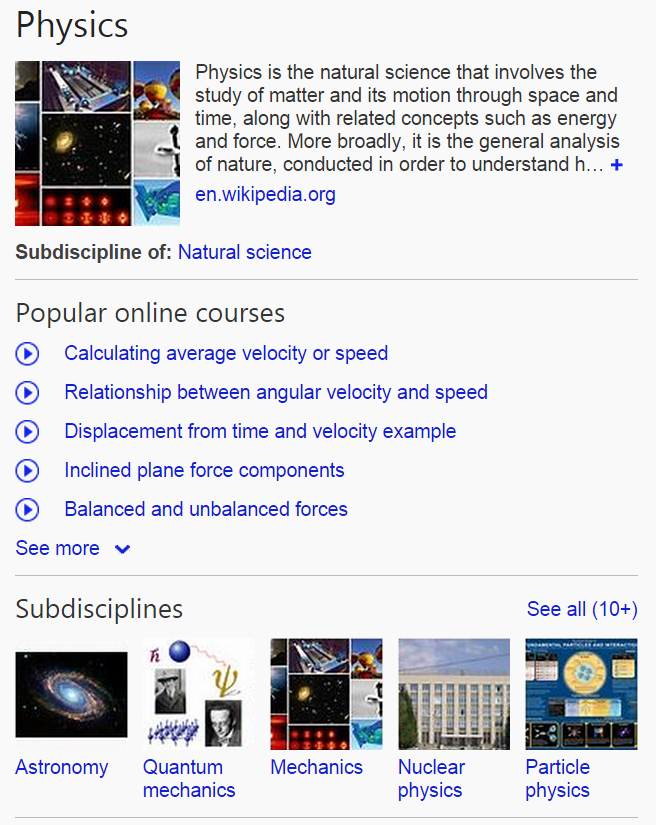 Physics
Physics is the natural science that involves the
study of matter and its motion through space and
time, along with related concepts such as energy
and force. More broadly, it is the general analysis
of nature, conducted in order to understand h… +
en.wikipedia.org
Subdiscipline of: Natural science
Popular online courses
Calculating average velocity or speed
Relationship between angular velocity and speed
Displacement from time and velocity example
Inclined plane force components
Balanced and unbalanced forces
See more
Subdisciplines
See all (10+)
ħ
ψ
UNDAMENTAL PARTICLES AND INTERACTIO
Astronomy
Quantum
mechanics
Mechanics
Nuclear
physics
Particle
physics